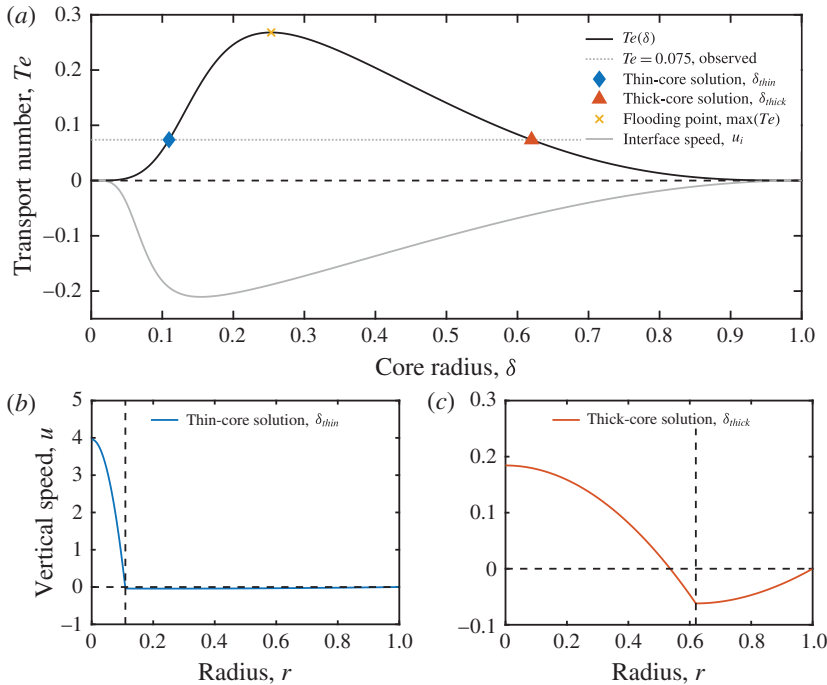 (a)
0.3
0.2
0.1
0
−0.1
−0.2
Transport number, Te
Te(δ)
Te = 0.075, observed
Thin-core solution, δthin
Thick-core solution, δthick
Flooding point, max(Te)
Interface speed, ui
0 0.1 0.2 0.3 0.4 0.5 0.6 0.7 0.8 0.9 1.0
Core radius, δ
(b)
5
4
3
2
1
0
−1
Vertical speed, u
Thin-core solution, δthin
0 0.2 0.4 0.6 0.8 1.0
Radius, r
(c)
0.3
0.2
0.1
0
−0.1
Thick-core solution, δthick
0 0.2 0.4 0.6 0.8 1.0
Radius, r